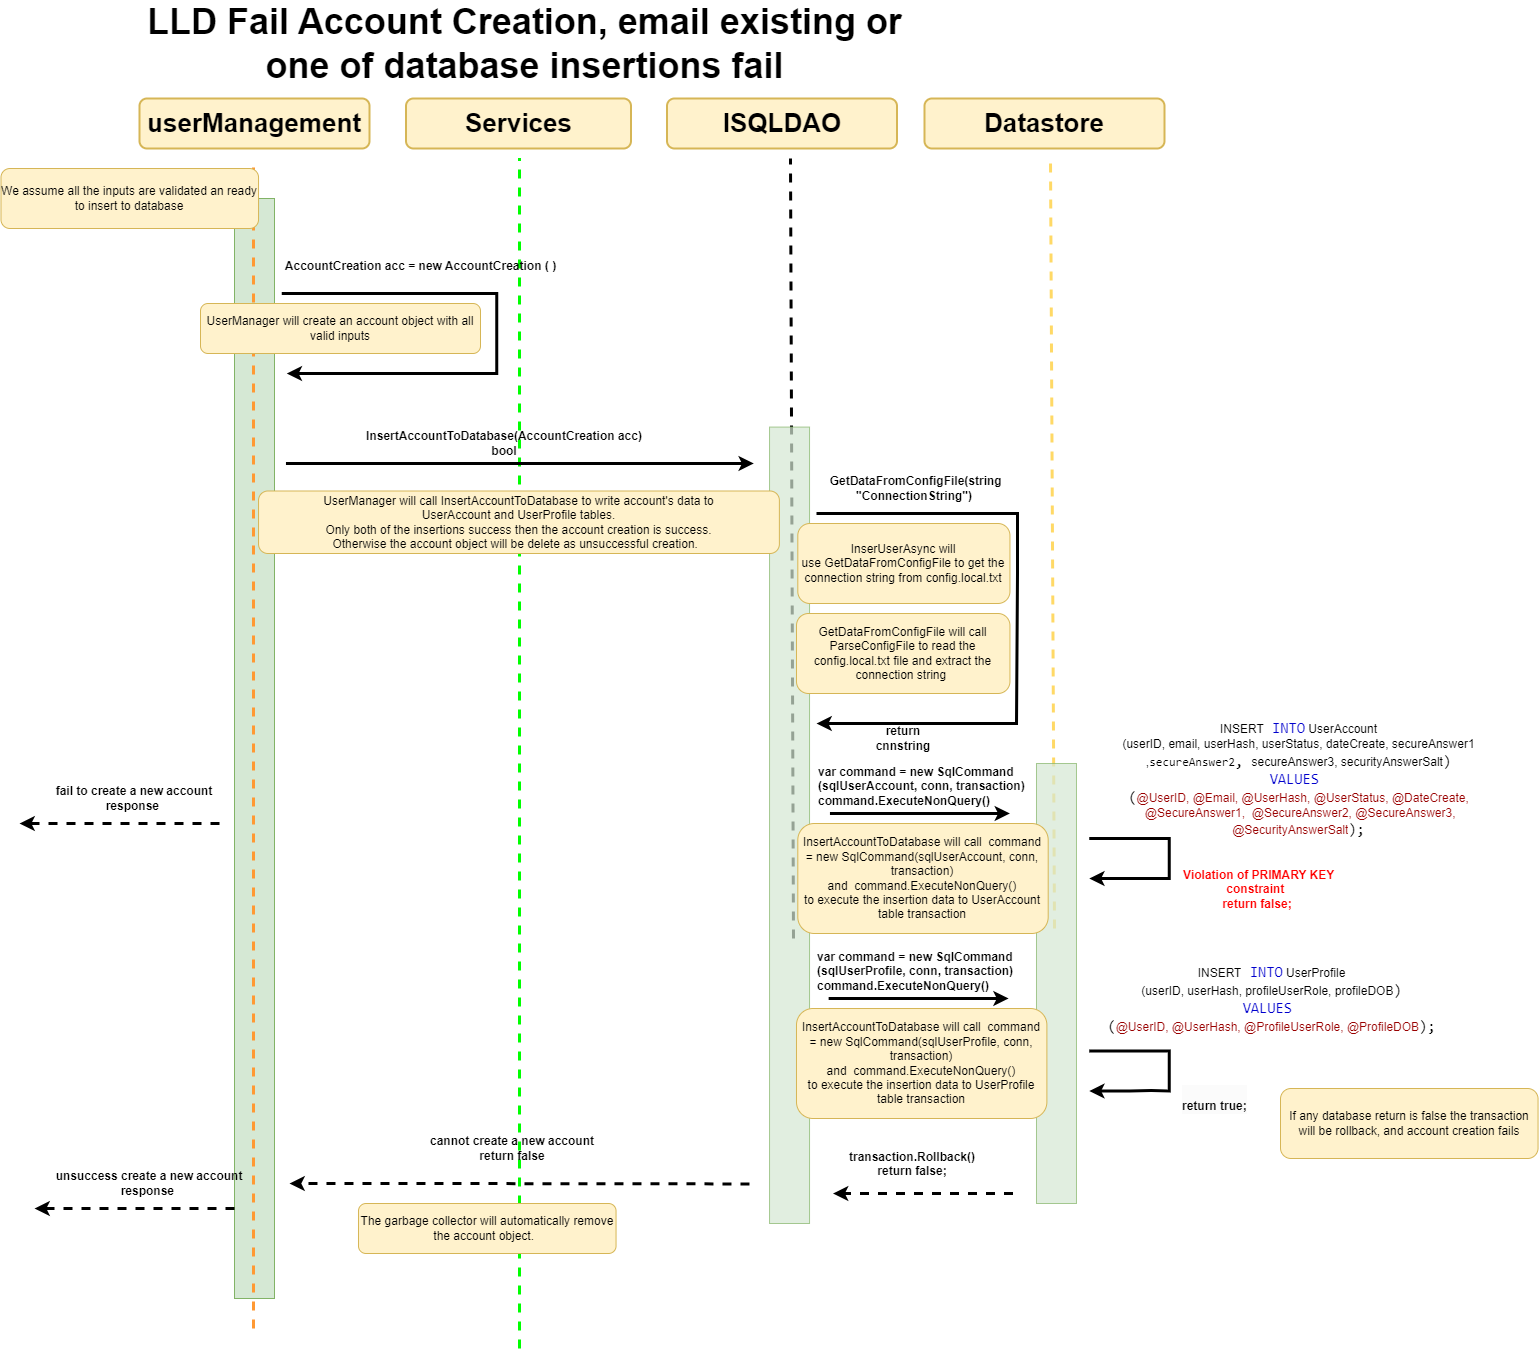 LLD Fail Account Creation, email existing or
one of database insertions fail
userManagement
Services
ISQLDAO
Datastore
We assume all the inputs are validated an ready
to insert to database
AccountCreation acc = new AccountCreation ( )
UserManager will create an account object with all
valid inputs
InsertAccountToDatabase(AccountCreation acc)
bool
UserManager will call InsertAccountToDatabase to write account's data to
UserAccount and UserProfile tables.
Only both of the insertions success then the account creation is success.
Otherwise the account object will be delete as unsuccessful creation.
GetDataFromConfigFile(string
"ConnectionString")
InserUserAsync will
use GetDataFromConfigFile to get the
connection string from config.local.txt
GetDataFromConfigFile will call
ParseConfigFile to read the
config.local.txt file and extract the
connection string
return
cnnstring
fail to create a new account
response
var command = new SqlCommand
(sqlUserAccount, conn, transaction)
command.ExecuteNonQuery()
InsertAccountToDatabase will call  command
= new SqlCommand(sqlUserAccount, conn,
transaction)
and  command.ExecuteNonQuery()
to execute the insertion data to UserAccount
table transaction
INSERT INTO UserAccount
(userID, email, userHash, userStatus, dateCreate, secureAnswer1
,secureAnswer2, secureAnswer3, securityAnswerSalt)
VALUES
(@UserID, @Email, @UserHash, @UserStatus, @DateCreate,
@SecureAnswer1, @SecureAnswer2, @SecureAnswer3,
@SecurityAnswerSalt);
Violation of PRIMARY KEY
constraint
return false;
var command = new SqlCommand
(sqlUserProfile, conn, transaction)
command.ExecuteNonQuery()
InsertAccountToDatabase will call  command
= new SqlCommand(sqlUserProfile, conn,
transaction)
and  command.ExecuteNonQuery()
to execute the insertion data to UserProfile
table transaction
INSERT INTO UserProfile
(userID, userHash, profileUserRole, profileDOB)
VALUES
(@UserID, @UserHash, @ProfileUserRole, @ProfileDOB);
return true;
If any database return is false the transaction
will be rollback, and account creation fails
cannot create a new account
return false
transaction.Rollback()
return false;
unsuccess create a new account
response
The garbage collector will automatically remove
the account object.